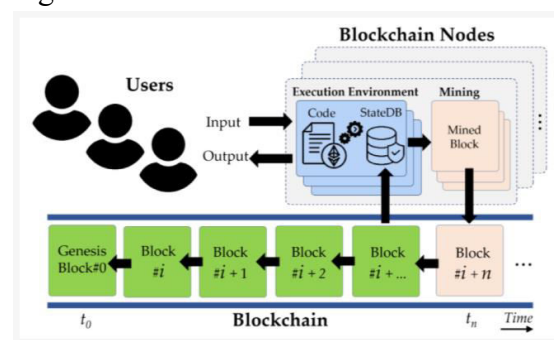 Blockchain Nodes
Users
Execution Environment
Mining
Code
StateDB
Input
Output
Mined
Block
Genesis
Block#0
Block
#i
Block
#i + 1
Block
#i + 2
Block
#i + ...
Block
#i + n
...
t0
Blockchain
tn
Time